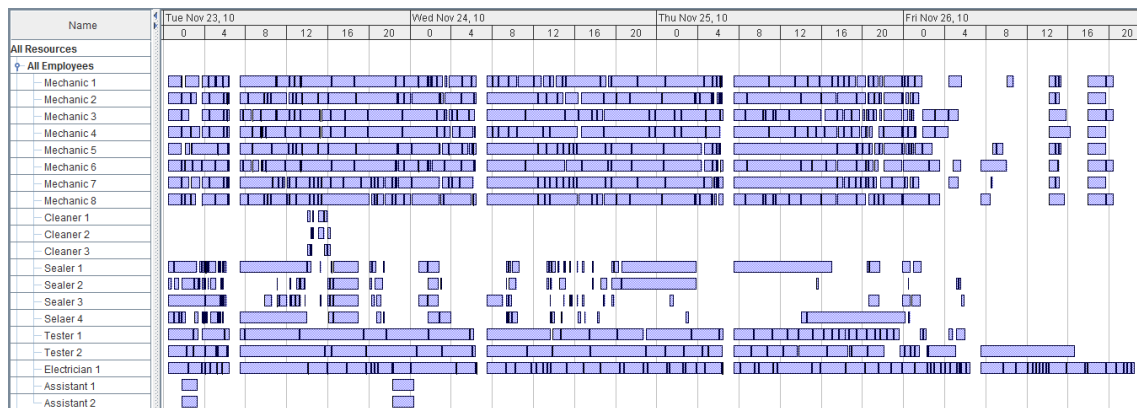 Name
Tue Nov 23, 10 Wed Nov 24, 10 Thu Nov 25, 10 Fri Nov 26, 10
0 4 8 12 16 20 0 4 8 12 16 20 0 4 8 12 16 20 0 4 8 12 16 20
All Resources
All Employees
Mechanic 1
Mechanic 2
Mechanic 3
Mechanic 4
Mechanic 5
Mechanic 6
Mechanic 7
Mechanic 8
Cleaner 1
Cleaner 2
Cleaner 3
Sealer 1
Sealer 2
Sealer 3
Selaer 4
Tester 1
Tester 2
Electrician 1
Assistant 1
Assistant 2